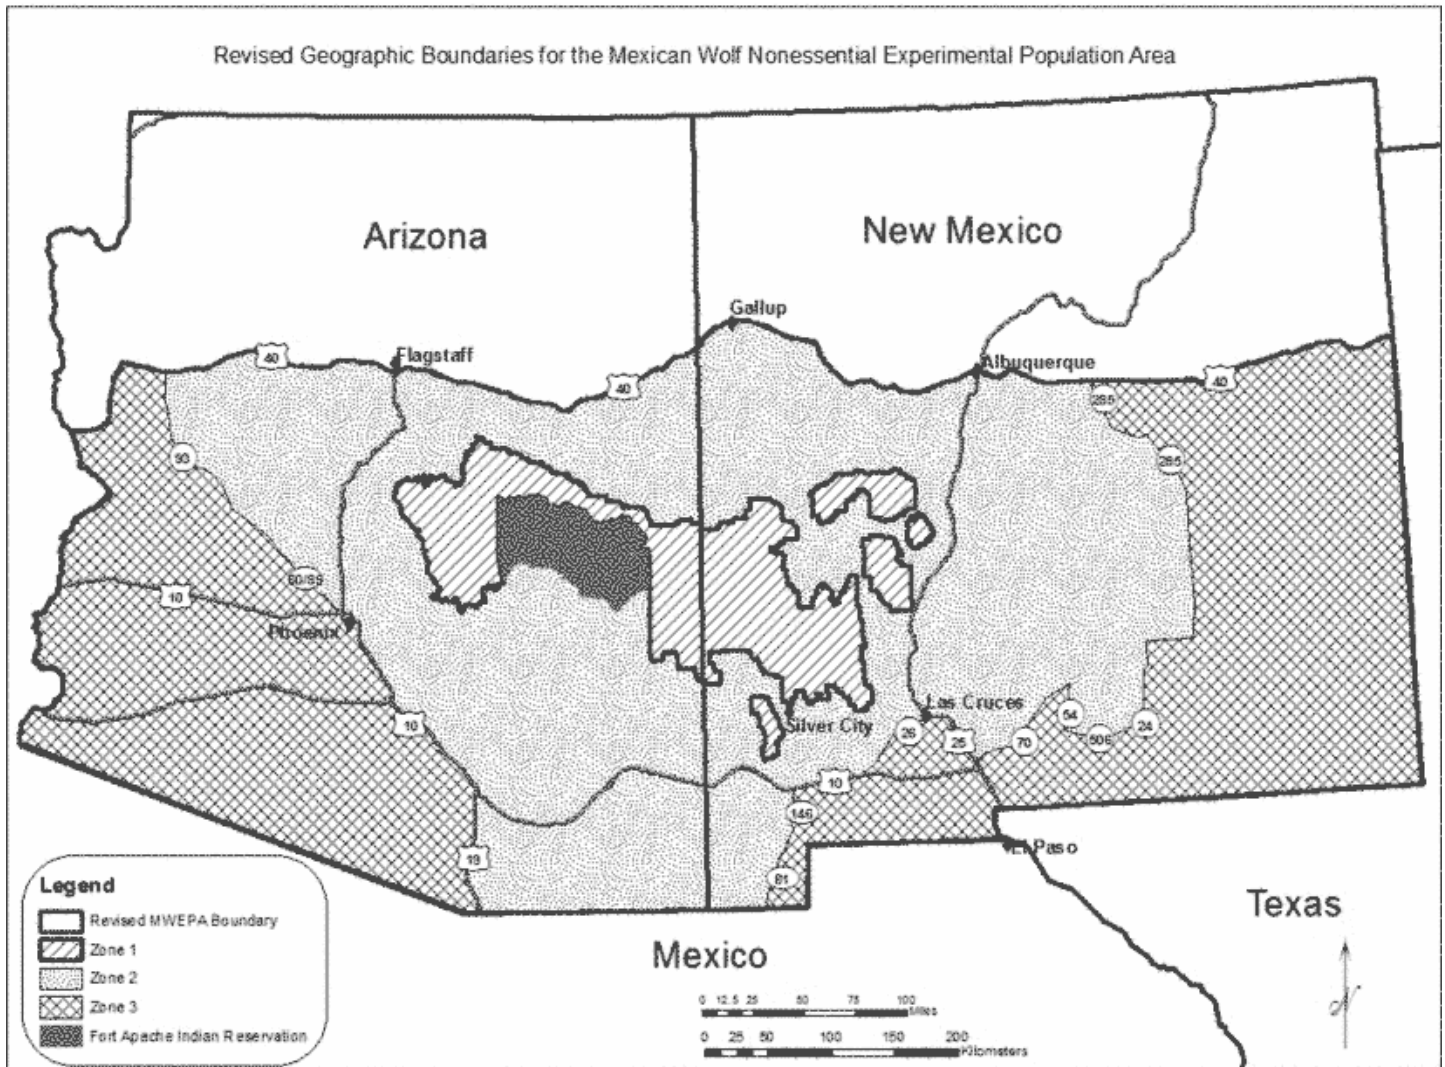 Revised Geographic Boundaries for the Mexican Wolf Nonessential Experimental Population Area
Arizona
New Mexico
Gallup
40
Flagstaff
40
Albuquerque
40
285
93
285
60/89
10
Phoenix
10
Las Cruces
Silver City
26
25
70
54
506
24
10
146
19
81
El Paso
Legend
Revised MWEPA Boundary
Zone 1
Zone 2
Zone 3
Fort Apache Indian Reservation
Mexico
Texas
0 12.5 25 50 75 100
Miles
0 25 50 100 150 200
Kilometers
N